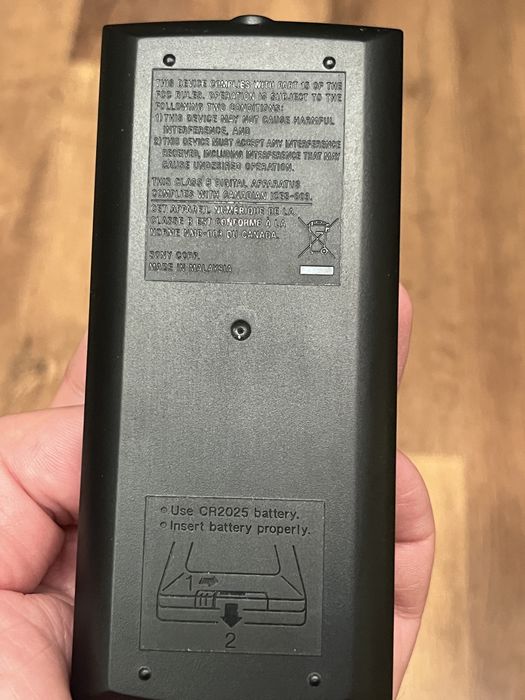 THIS DEVICE COMPLIES WITH PART 15 OF THE
FCC RULES. OPERATION IS SUBJECT TO THE
FOLLOWING TWO CONDITIONS:
1) THIS DEVICE MAY NOT CAUSE HARMFUL
INTERFERENCE, AND
2) THIS DEVICE MUST ACCEPT ANY INTERFERENCE
RECEIVED, INCLUDING INTERFERENCE THAT MAY
CAUSE UNDESIRED OPERATION.
THIS CLASS B DIGITAL APPARATUS
COMPLIES WITH CANADIAN ICES-003.
CET APPAREIL NUMÉRIQUE DE LA
CLASSE B EST CONFORME À LA
NORME NMB-003 DU CANADA.
SONY CORP.
MADE IN MALAYSIA
Use CR2025 battery.
Insert battery properly.
1
2